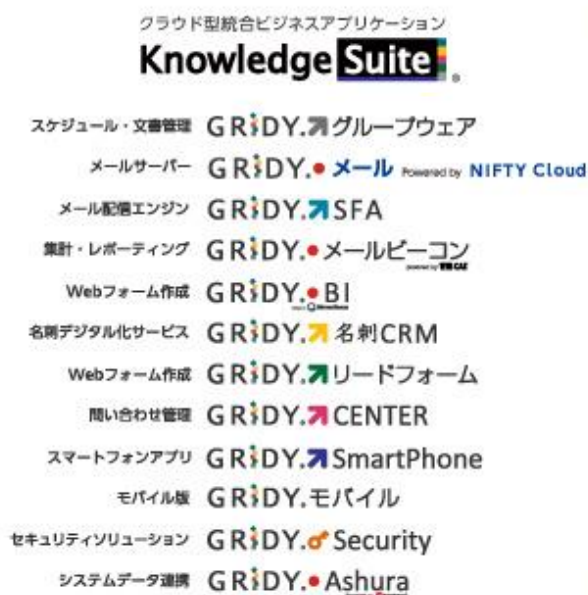 クラウド型統合ビジネスアプリケーション
Knowledge Suite ®
スケジュール・文書管理 GRiDY. グループウェア
メールサーバー GRiDY. メール Powered by NIFTY Cloud
メール配信エンジン GRiDY. SFA
集計・レポーティング GRiDY. メールビーコン
powered by WEB CAS
Webフォーム作成 GRiDY. BI
名刺デジタル化サービス GRiDY. 名刺CRM
Webフォーム作成 GRiDY. リードフォーム
問い合わせ管理 GRiDY. CENTER
スマートフォンアプリ GRiDY. SmartPhone
モバイル版 GRiDY. モバイル
セキュリティソリューション GRiDY. Security
システムデータ連携 GRiDY. Ashura